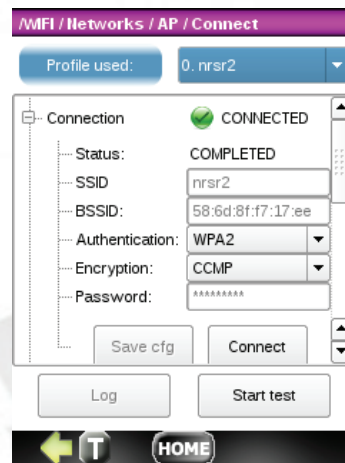 /WiFi / Networks / AP / Connect
Profile used: 0. nrsr2
Connection CONNECTED
Status: COMPLETED
SSID nrsr2
BSSID: 58:6d:8f:f7:17:ee
Authentication: WPA2
Encryption: CCMP
Password: *********
Save cfg Connect
Log Start test
T HOME